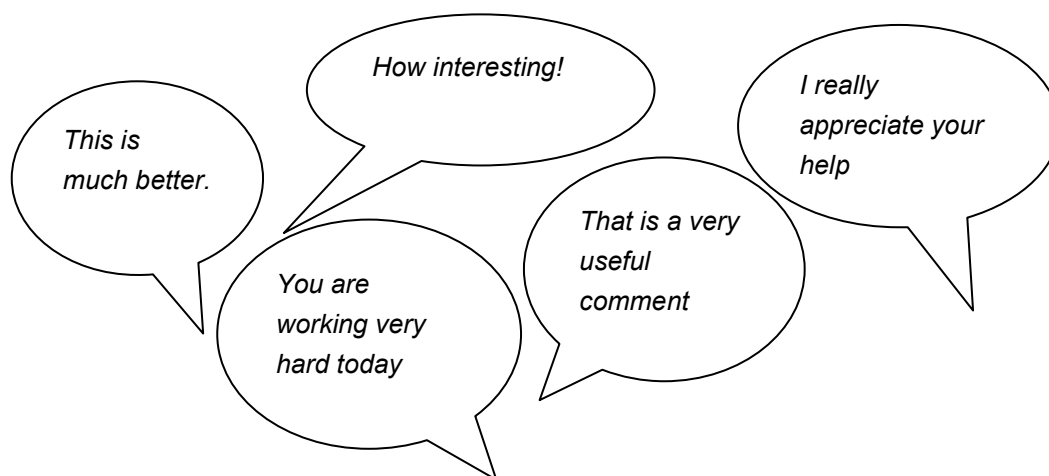 This is
much better.
How interesting!
I really
appreciate your
help
You are
working very
hard today
That is a very
useful
comment